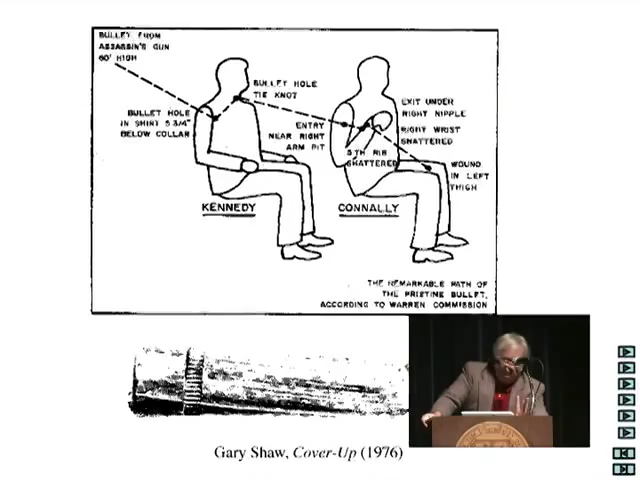 BULLET FROM
ASSASSIN'S GUN
60' HIGH
BULLET HOLE
TIE KNOT
BULLET HOLE
IN SHIRT 5 3/4"
BELOW COLLAR
ENTRY
NEAR RIGHT
ARM PIT
EXIT UNDER
RIGHT NIPPLE
RIGHT WRIST
SHATTERED
5TH RIB
SHATTERED
WOUND
IN LEFT
THIGH
KENNEDY
CONNALLY
THE REMARKABLE PATH OF
THE PRISTINE BULLET,
ACCORDING TO WARREN COMMISSION
Gary Shaw, Cover-Up (1976)